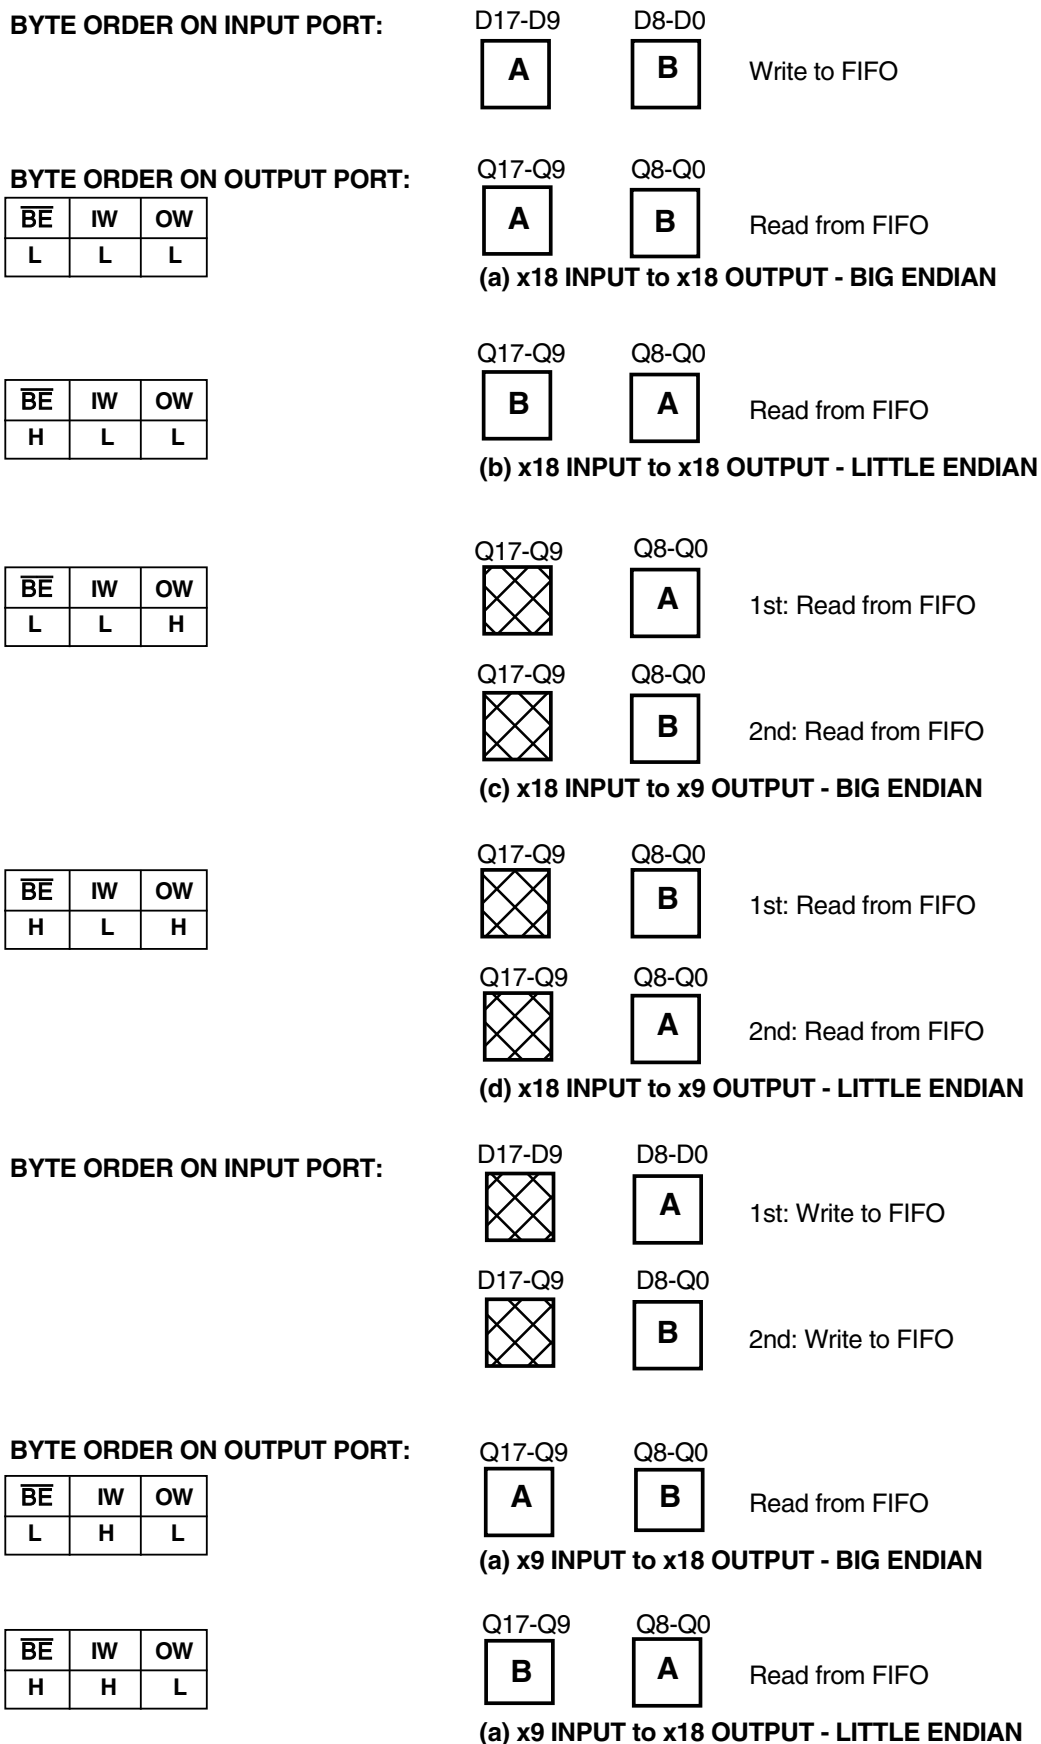 BYTE ORDER ON INPUT PORT:
D17-D9 D8-D0
A B Write to FIFO
BYTE ORDER ON OUTPUT PORT:
Q17-Q9 Q8-Q0
BE IW OW
L L L
A B Read from FIFO
(a) x18 INPUT to x18 OUTPUT - BIG ENDIAN
Q17-Q9 Q8-Q0
BE IW OW
H L L
B A Read from FIFO
(b) x18 INPUT to x18 OUTPUT - LITTLE ENDIAN
Q17-Q9 Q8-Q0
BE IW OW
L L H
A 1st: Read from FIFO
Q17-Q9 Q8-Q0
B 2nd: Read from FIFO
(c) x18 INPUT to x9 OUTPUT - BIG ENDIAN
Q17-Q9 Q8-Q0
BE IW OW
H L H
B 1st: Read from FIFO
Q17-Q9 Q8-Q0
A 2nd: Read from FIFO
(d) x18 INPUT to x9 OUTPUT - LITTLE ENDIAN
BYTE ORDER ON INPUT PORT:
D17-D9 D8-D0
A 1st: Write to FIFO
D17-Q9 D8-Q0
B 2nd: Write to FIFO
BYTE ORDER ON OUTPUT PORT:
Q17-Q9 Q8-Q0
BE IW OW
L H L
A B Read from FIFO
(a) x9 INPUT to x18 OUTPUT - BIG ENDIAN
Q17-Q9 Q8-Q0
BE IW OW
H H L
B A Read from FIFO
(a) x9 INPUT to x18 OUTPUT - LITTLE ENDIAN